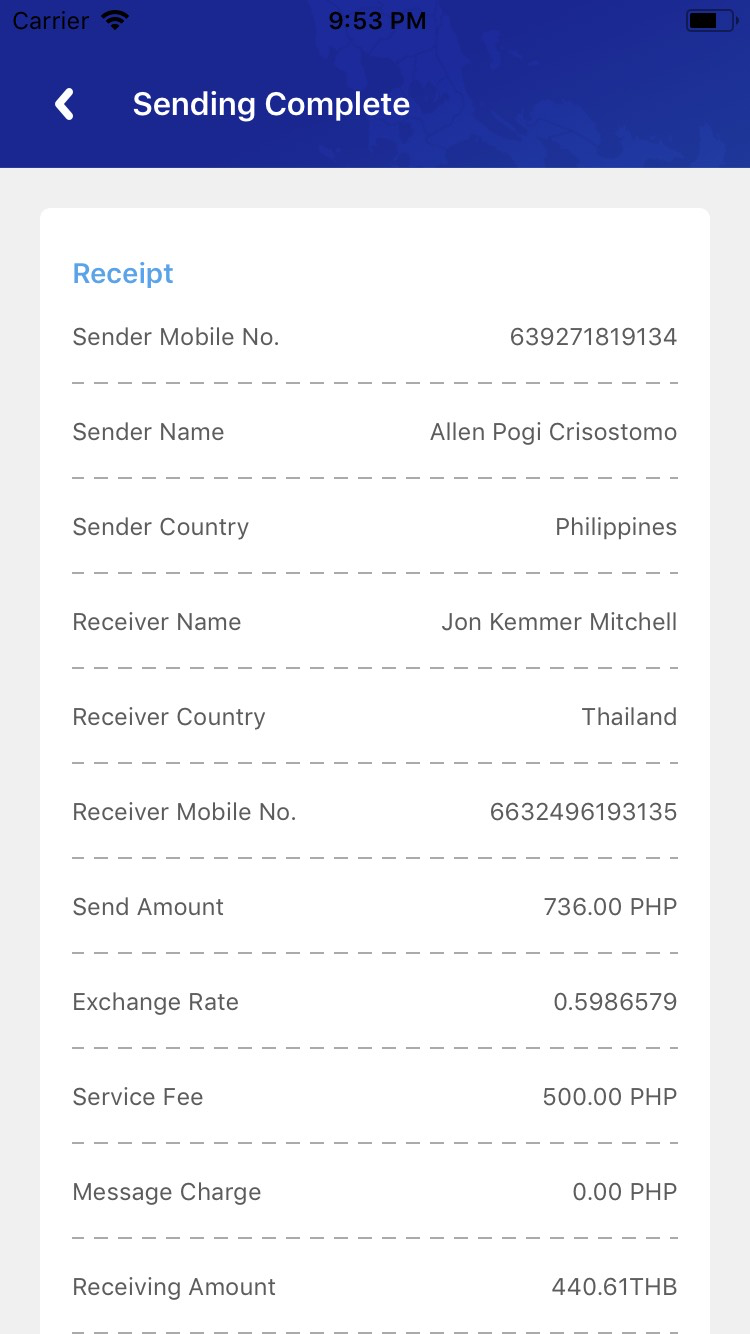 Carrier 9:53 PM
Sending Complete
Receipt
Sender Mobile No. 639271819134
Sender Name Allen Pogi Crisostomo
Sender Country Philippines
Receiver Name Jon Kemmer Mitchell
Receiver Country Thailand
Receiver Mobile No. 6632496193135
Send Amount 736.00 PHP
Exchange Rate 0.5986579
Service Fee 500.00 PHP
Message Charge 0.00 PHP
Receiving Amount 440.61THB